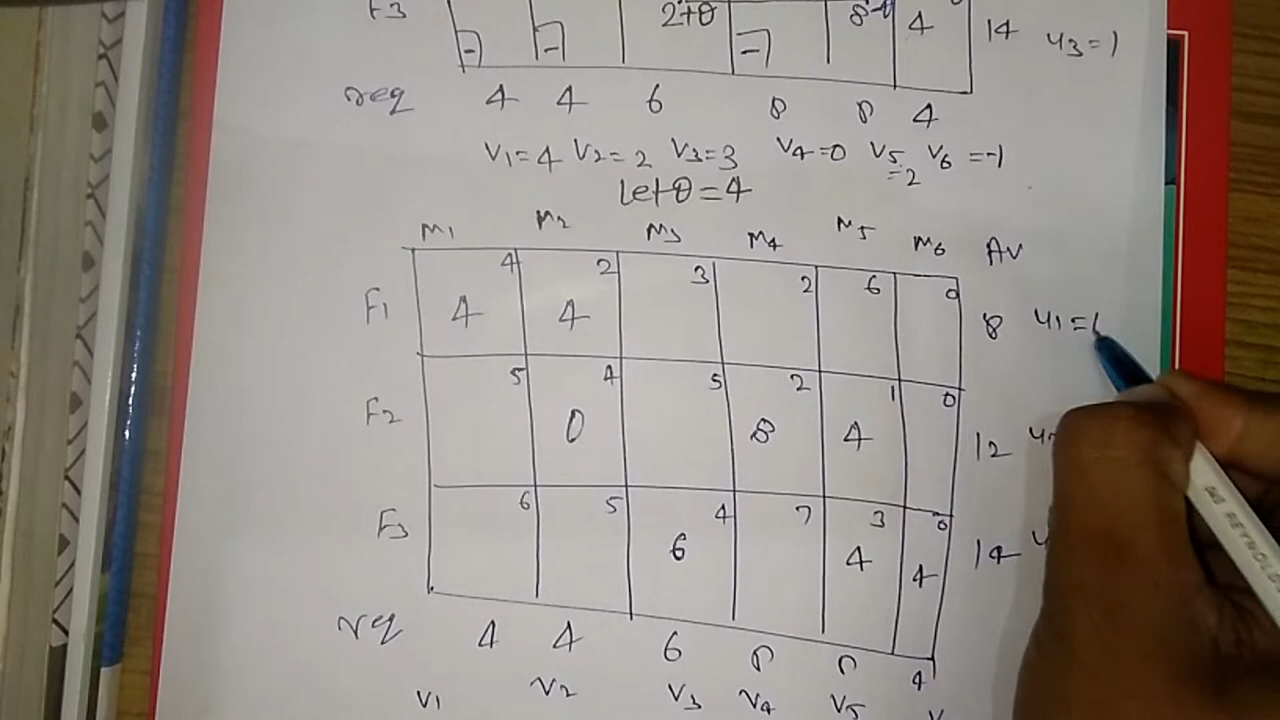 F3 2+θ 8-θ 4 14 u3=1
- - -
req 4 4 6 8 8 4
V1=4 V2=2 V3=3 V4=0 V5=2 V6=-1
let θ=4
M1 M2 M3 M4 M5 M6 AV
4 2 3 2 6 0
F1 4 4 8 u1=
5 4 5 2 1 0
F2 0 8 4 12
6 5 4 7 3 0
F3 6 4 4 14
req 4 4 6 8 8 4
V1 V2 V3 V4 V5 V
REYNOL